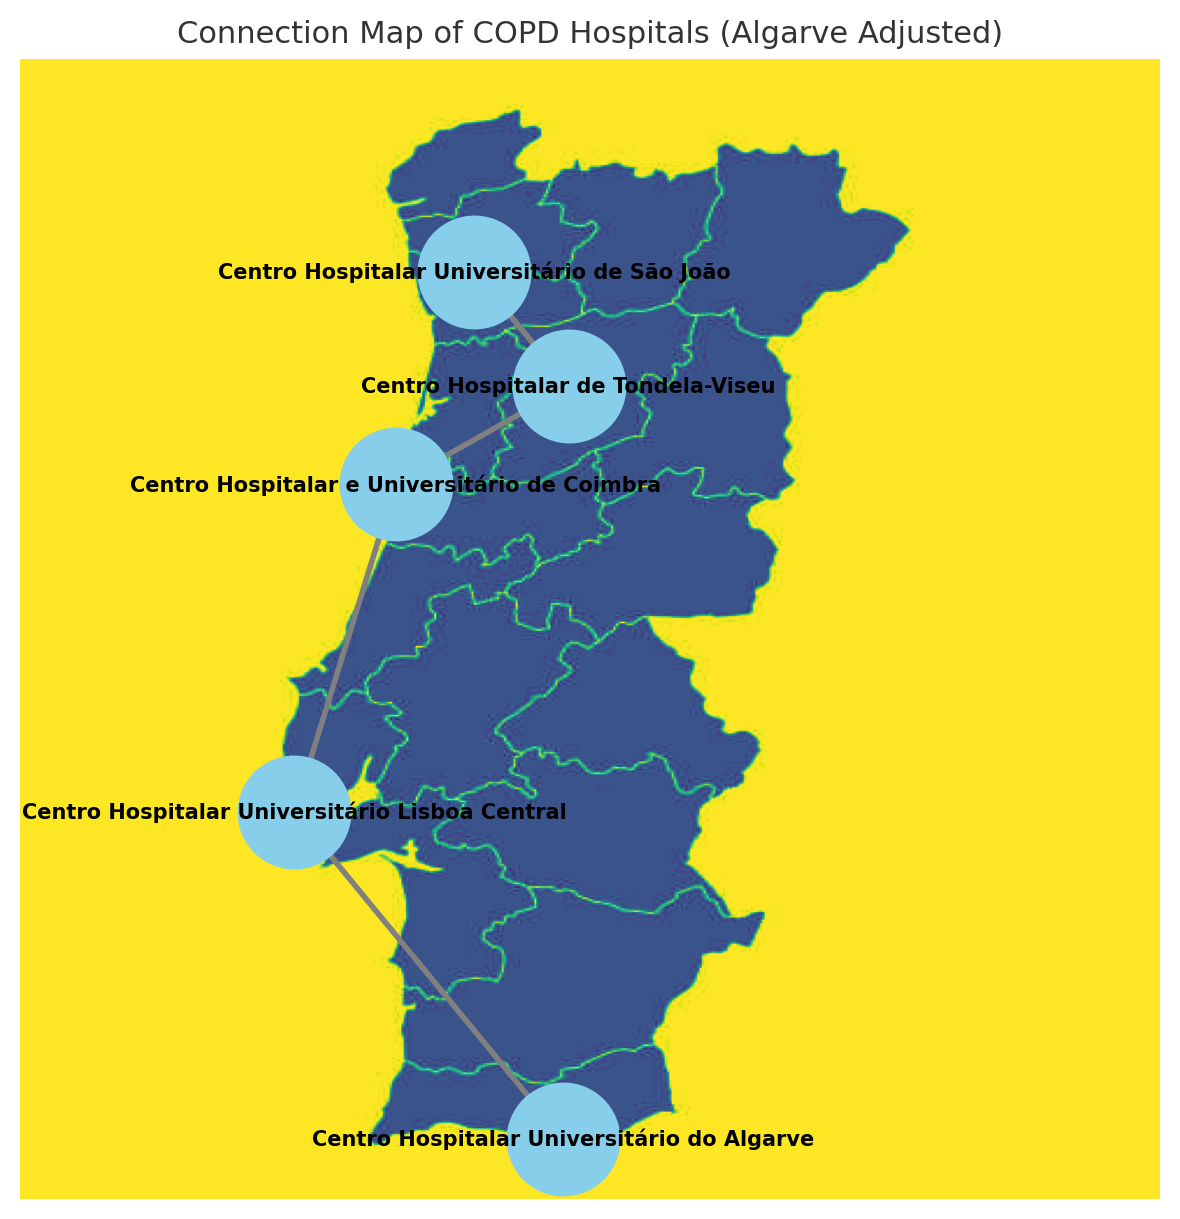 Connection Map of COPD Hospitals (Algarve Adjusted)
Centro Hospitalar Universitário de São João
Centro Hospitalar de Tondela-Viseu
Centro Hospitalar e Universitário de Coimbra
Centro Hospitalar Universitário Lisboa Central
Centro Hospitalar Universitário do Algarve